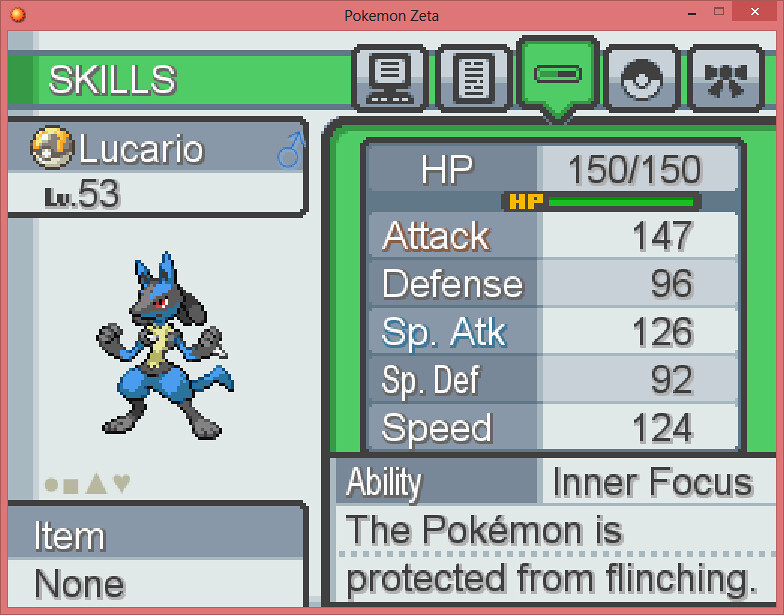 Pokemon Zeta
SKILLS
Lucario ♂
Lv.53
HP 150/150
HP
Attack 147
Defense 96
Sp. Atk 126
Sp. Def 92
Speed 124
Ability Inner Focus
The Pokémon is
protected from flinching.
Item
None